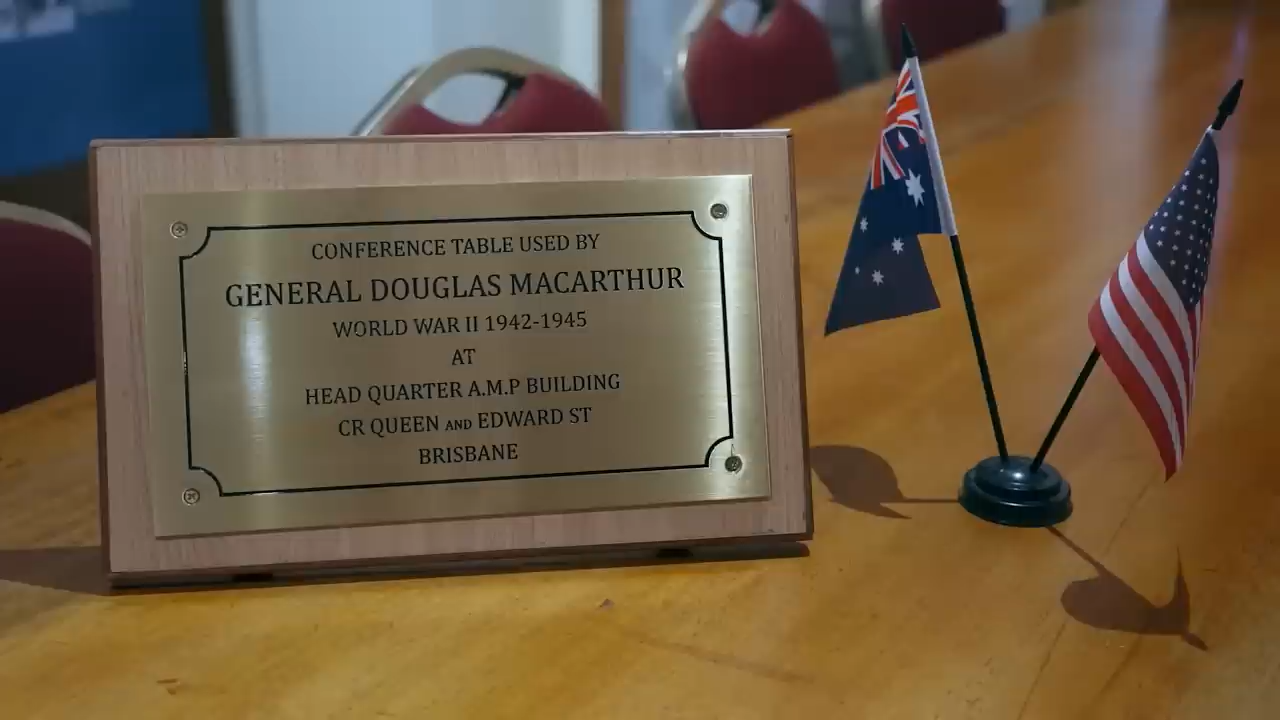 CONFERENCE TABLE USED BY
GENERAL DOUGLAS MACARTHUR
WORLD WAR II 1942-1945
AT
HEAD QUARTER A.M.P BUILDING
CR QUEEN AND EDWARD ST
BRISBANE